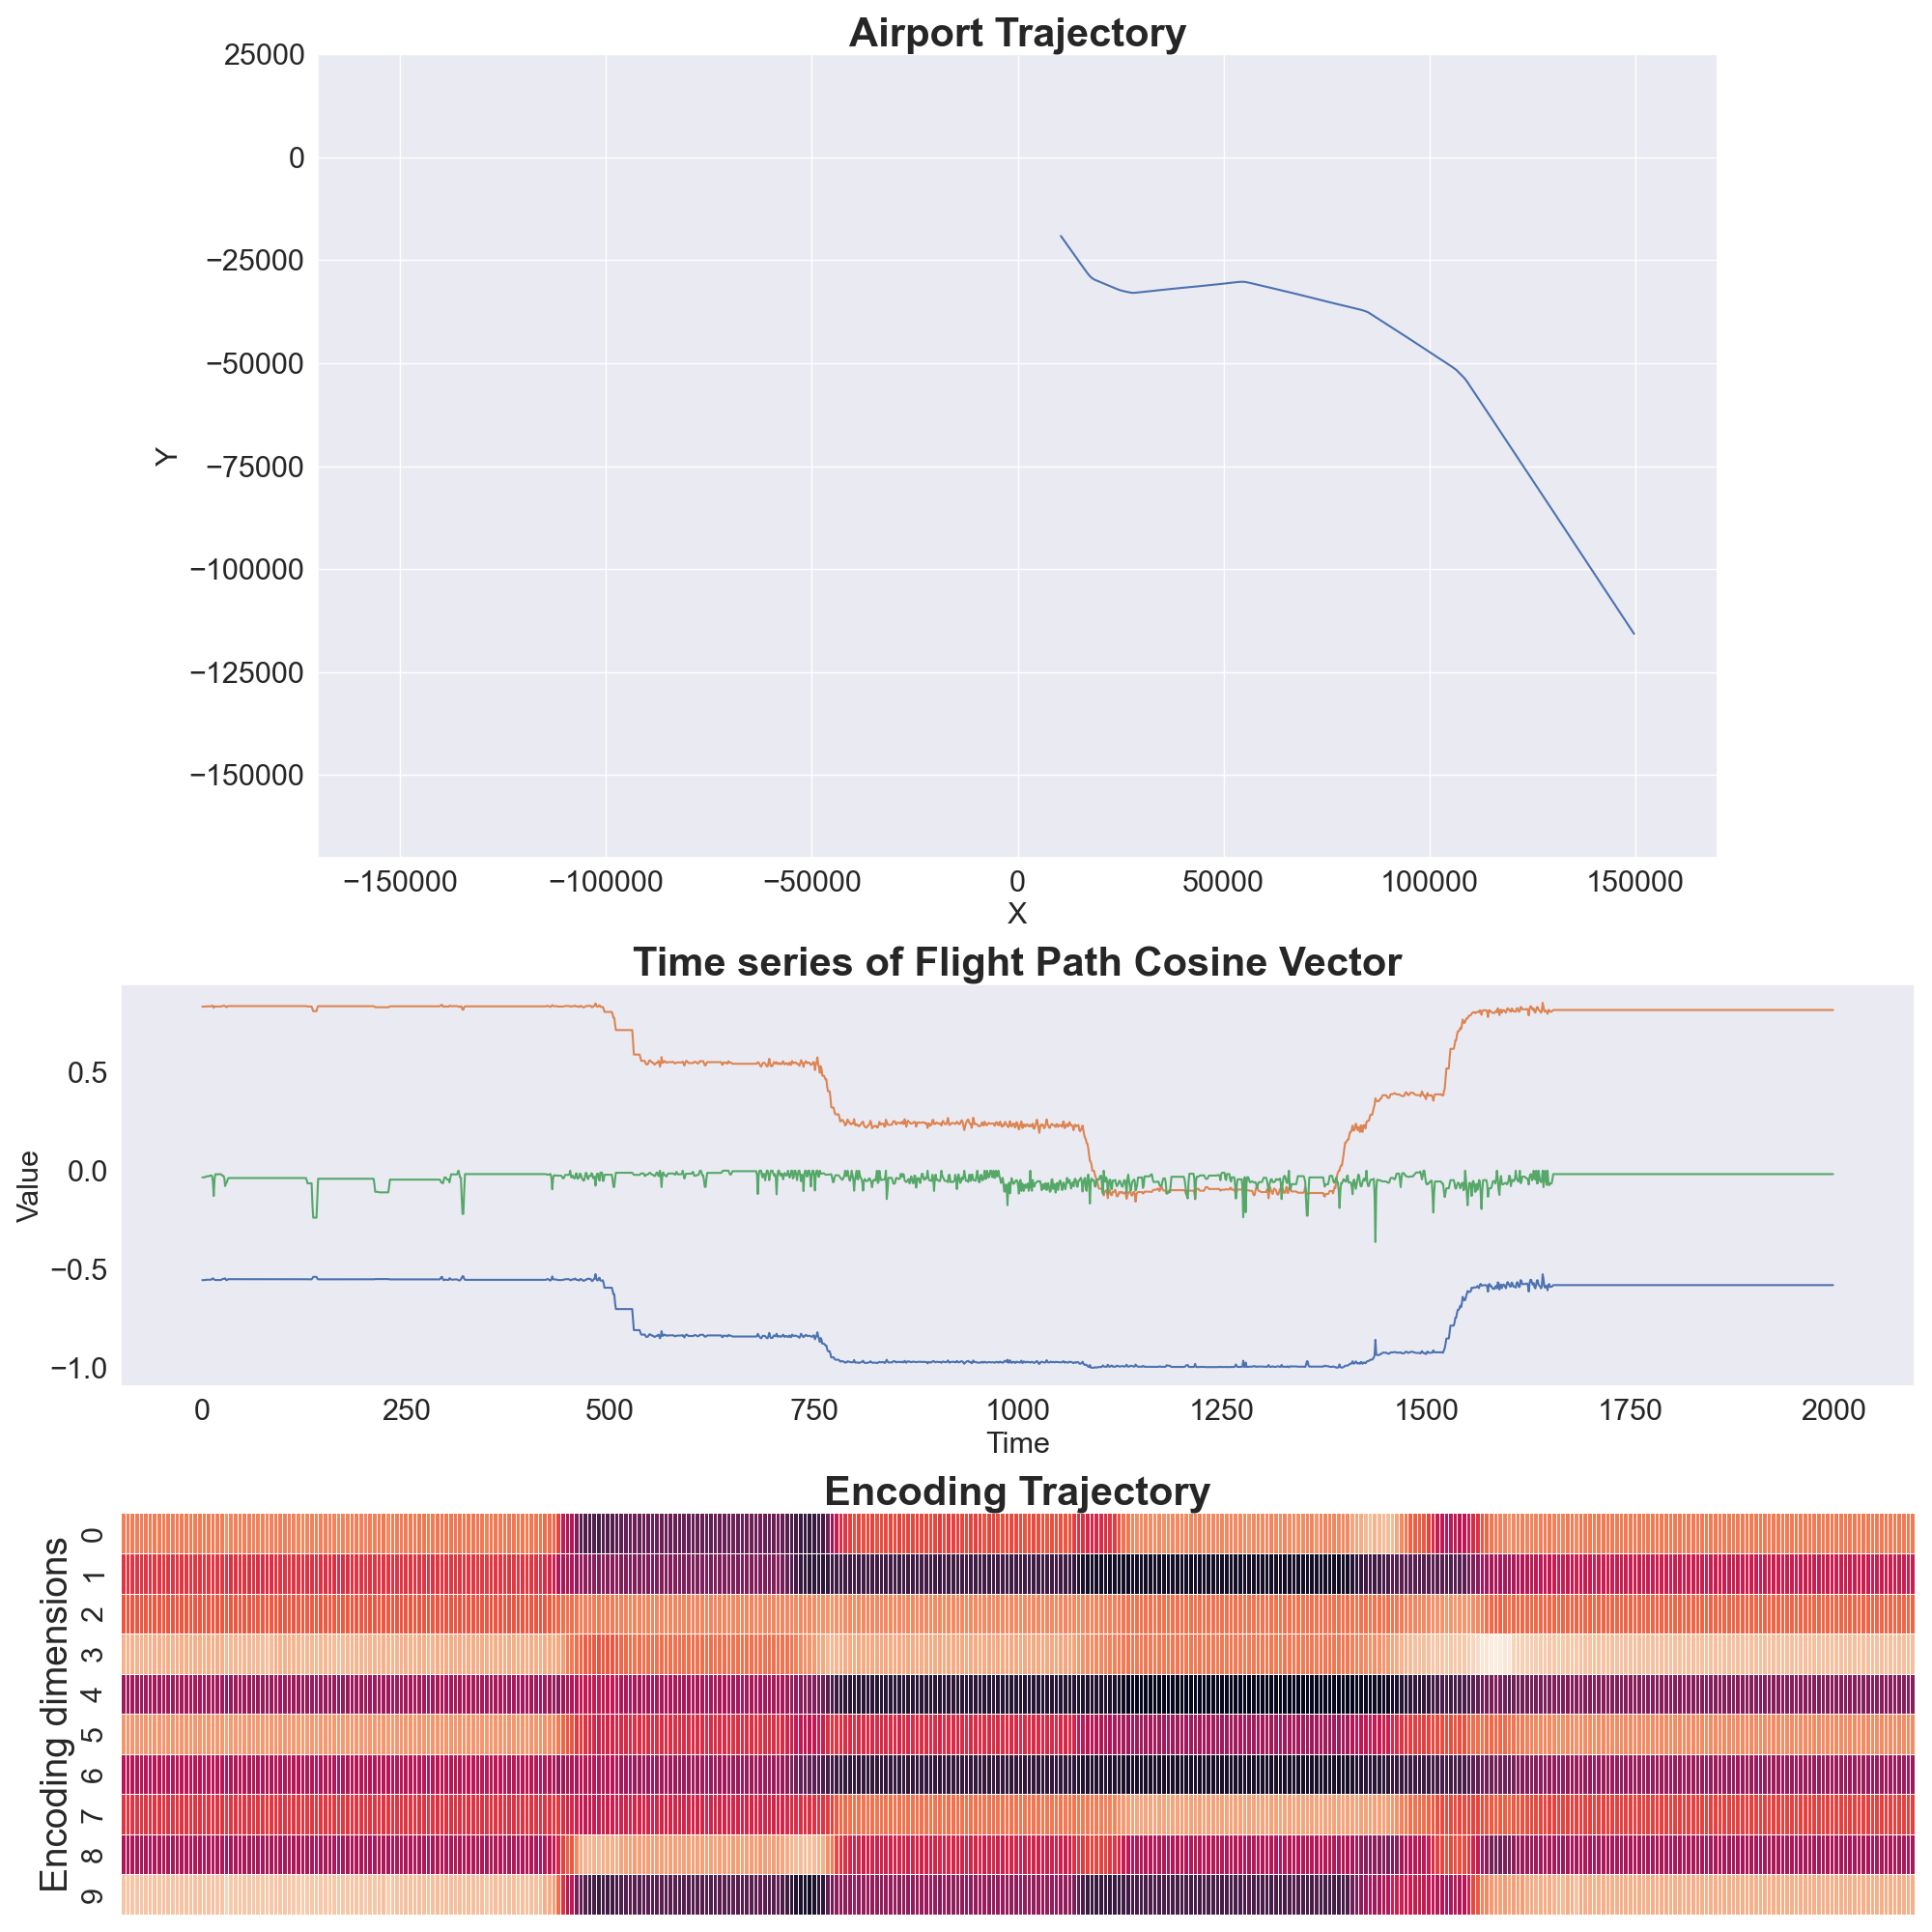 Airport Trajectory
25000
0
−25000
−50000
−75000
−100000
−125000
−150000
Y
−150000 −100000 −50000 0 50000 100000 150000
X
Time series of Flight Path Cosine Vector
0.5
0.0
−0.5
−1.0
Value
0 250 500 750 1000 1250 1500 1750 2000
Time
Encoding Trajectory
Encoding dimensions
0
1
2
3
4
5
6
7
8
9